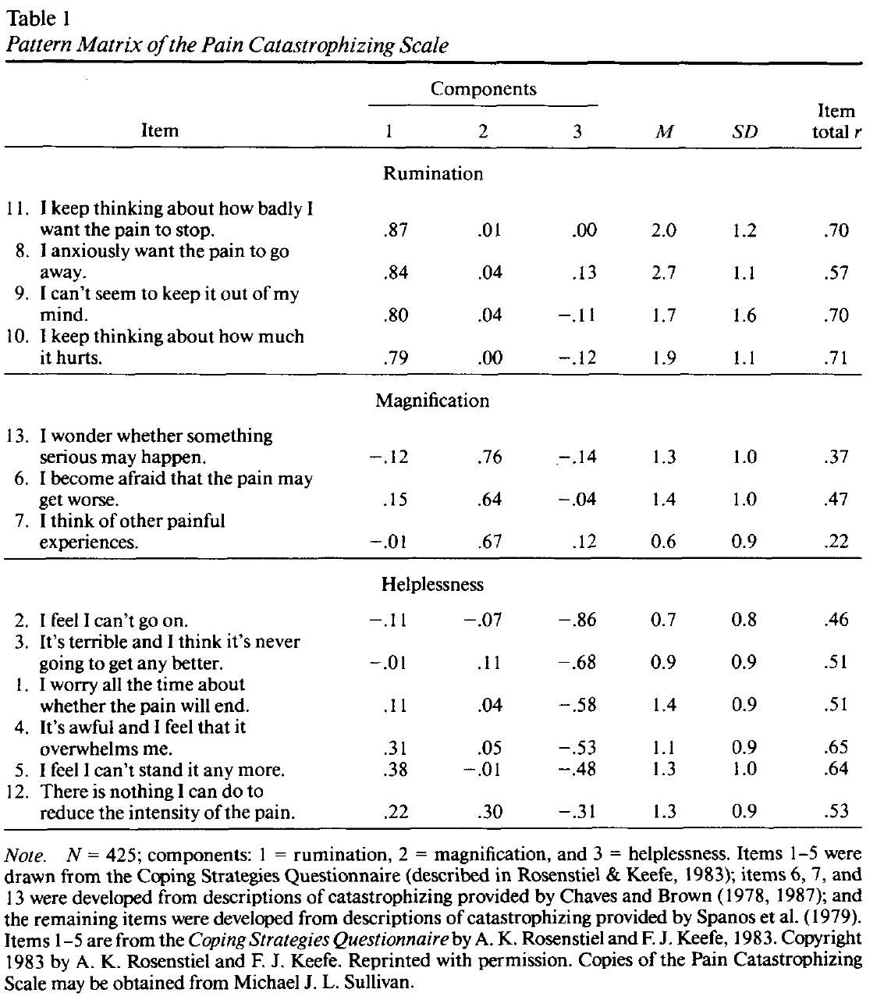 Table 1
Pattern Matrix of the Pain Catastrophizing Scale
Components
Item
Item 1 2 3 M SD total r
Rumination
11. I keep thinking about how badly I
want the pain to stop. .87 .01 .00 2.0 1.2 .70
8. I anxiously want the pain to go
away. .84 .04 .13 2.7 1.1 .57
9. I can't seem to keep it out of my
mind. .80 .04 −.11 1.7 1.6 .70
10. I keep thinking about how much
it hurts. .79 .00 −.12 1.9 1.1 .71
Magnification
13. I wonder whether something
serious may happen. −.12 .76 −.14 1.3 1.0 .37
6. I become afraid that the pain may
get worse. .15 .64 −.04 1.4 1.0 .47
7. I think of other painful
experiences. −.01 .67 .12 0.6 0.9 .22
Helplessness
2. I feel I can't go on. −.11 −.07 −.86 0.7 0.8 .46
3. It's terrible and I think it's never
going to get any better. −.01 .11 −.68 0.9 0.9 .51
1. I worry all the time about
whether the pain will end. .11 .04 −.58 1.4 0.9 .51
4. It's awful and I feel that it
overwhelms me. .31 .05 −.53 1.1 0.9 .65
5. I feel I can't stand it any more. .38 −.01 −.48 1.3 1.0 .64
12. There is nothing I can do to
reduce the intensity of the pain. .22 .30 −.31 1.3 0.9 .53
Note. N = 425; components: 1 = rumination, 2 = magnification, and 3 = helplessness. Items 1–5 were
drawn from the Coping Strategies Questionnaire (described in Rosenstiel & Keefe, 1983); items 6, 7, and
13 were developed from descriptions of catastrophizing provided by Chaves and Brown (1978, 1987); and
the remaining items were developed from descriptions of catastrophizing provided by Spanos et al. (1979).
Items 1–5 are from the Coping Strategies Questionnaire by A. K. Rosenstiel and F. J. Keefe, 1983. Copyright
1983 by A. K. Rosenstiel and F. J. Keefe. Reprinted with permission. Copies of the Pain Catastrophizing
Scale may be obtained from Michael J. L. Sullivan.